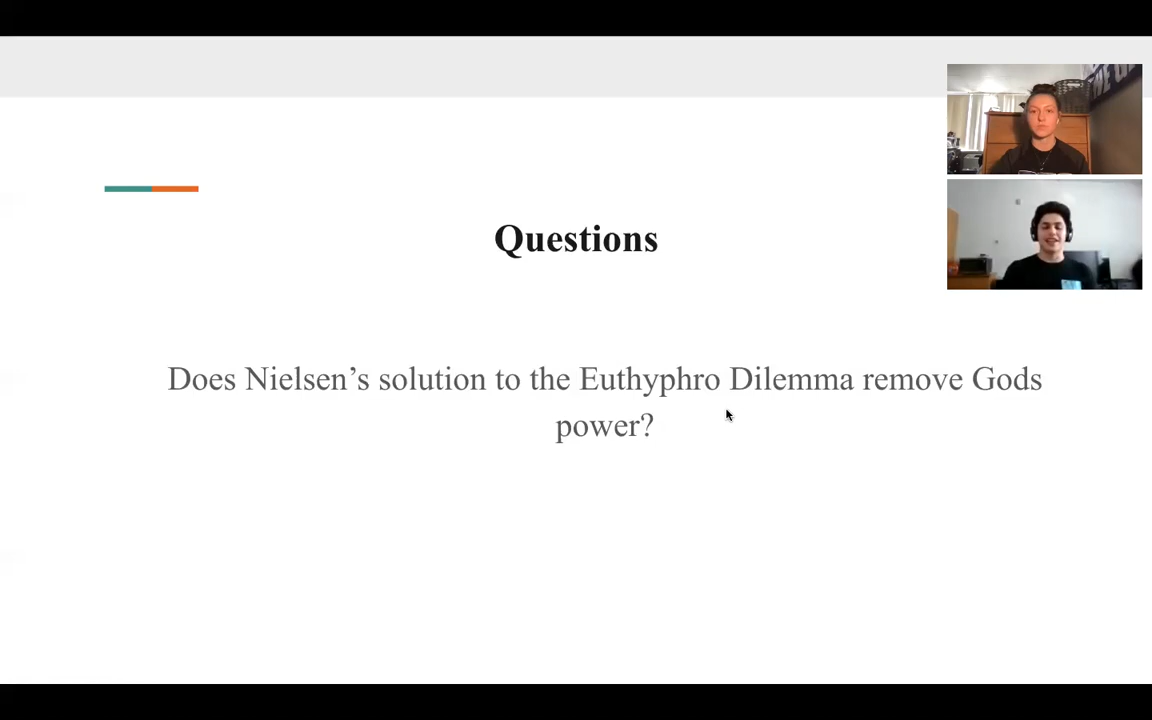 Questions
Does Nielsen’s solution to the Euthyphro Dilemma remove Gods
power?